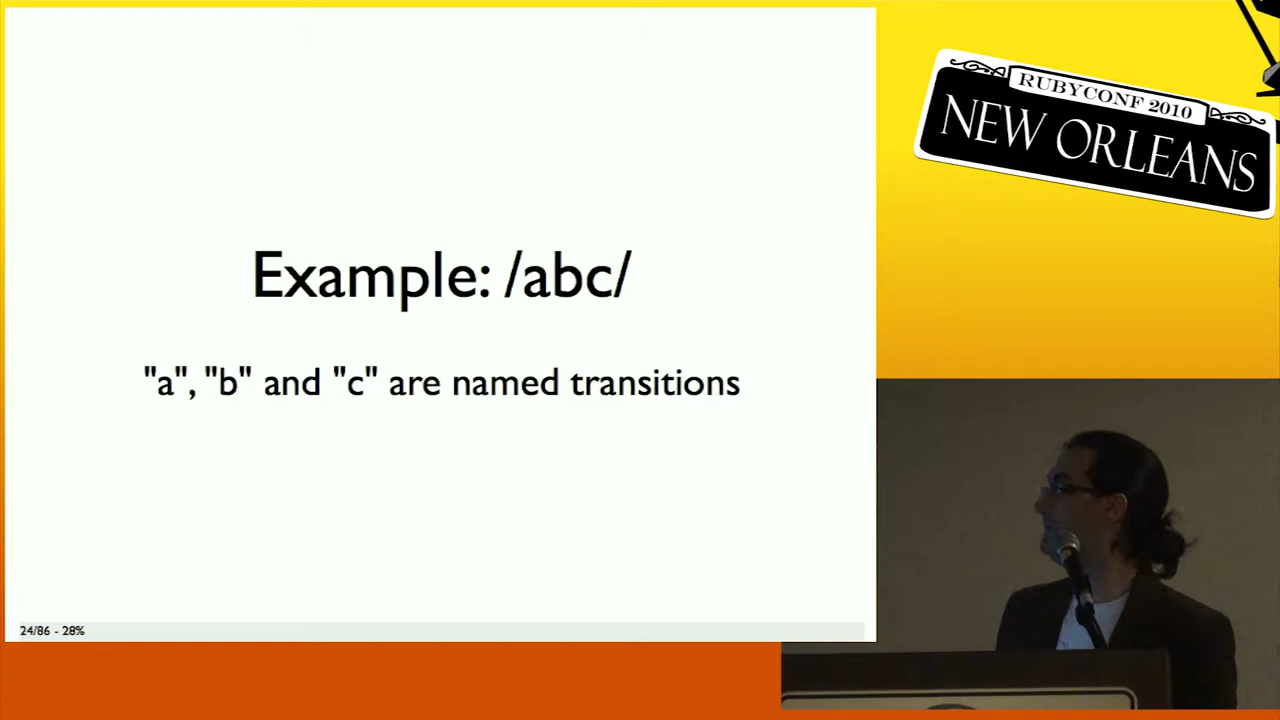 Example: /abc/
"a", "b" and "c" are named transitions
24/86 - 28%
RUBYCONF 2010
NEW ORLEANS